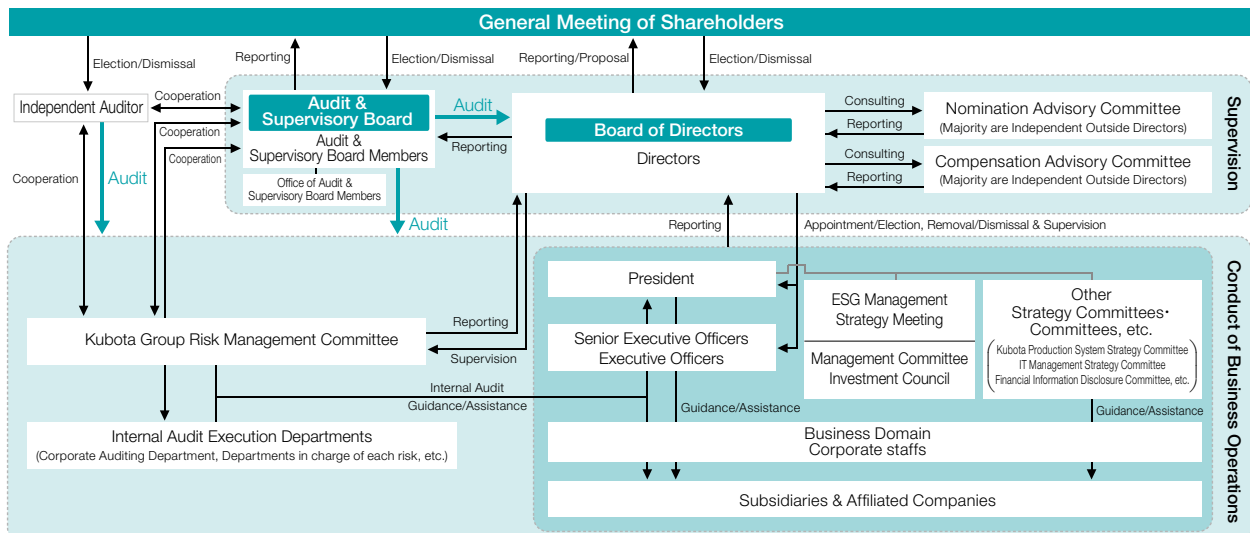 General Meeting of Shareholders
Election/Dismissal
Reporting
Election/Dismissal
Reporting/Proposal
Election/Dismissal
Independent Auditor
Cooperation
Cooperation
Cooperation
Cooperation
Audit
Audit &
Supervisory Board
Audit &
Supervisory Board Members
Office of Audit &
Supervisory Board Members
Audit
Reporting
Audit
Board of Directors
Directors
Consulting
Reporting
Consulting
Reporting
Nomination Advisory Committee
(Majority are Independent Outside Directors)
Compensation Advisory Committee
(Majority are Independent Outside Directors)
Supervision
Reporting
Appointment/Election, Removal/Dismissal & Supervision
President
Senior Executive Officers
Executive Officers
ESG Management
Strategy Meeting
Management Committee
Investment Council
Other
Strategy Committees・
Committees, etc.
(Kubota Production System Strategy Committee
IT Management Strategy Committee
Financial Information Disclosure Committee, etc.)
Kubota Group Risk Management Committee
Reporting
Supervision
Internal Audit
Guidance/Assistance
Guidance/Assistance
Guidance/Assistance
Internal Audit Execution Departments
(Corporate Auditing Department, Departments in charge of each risk, etc.)
Business Domain
Corporate staffs
Subsidiaries & Affiliated Companies
Conduct of Business Operations